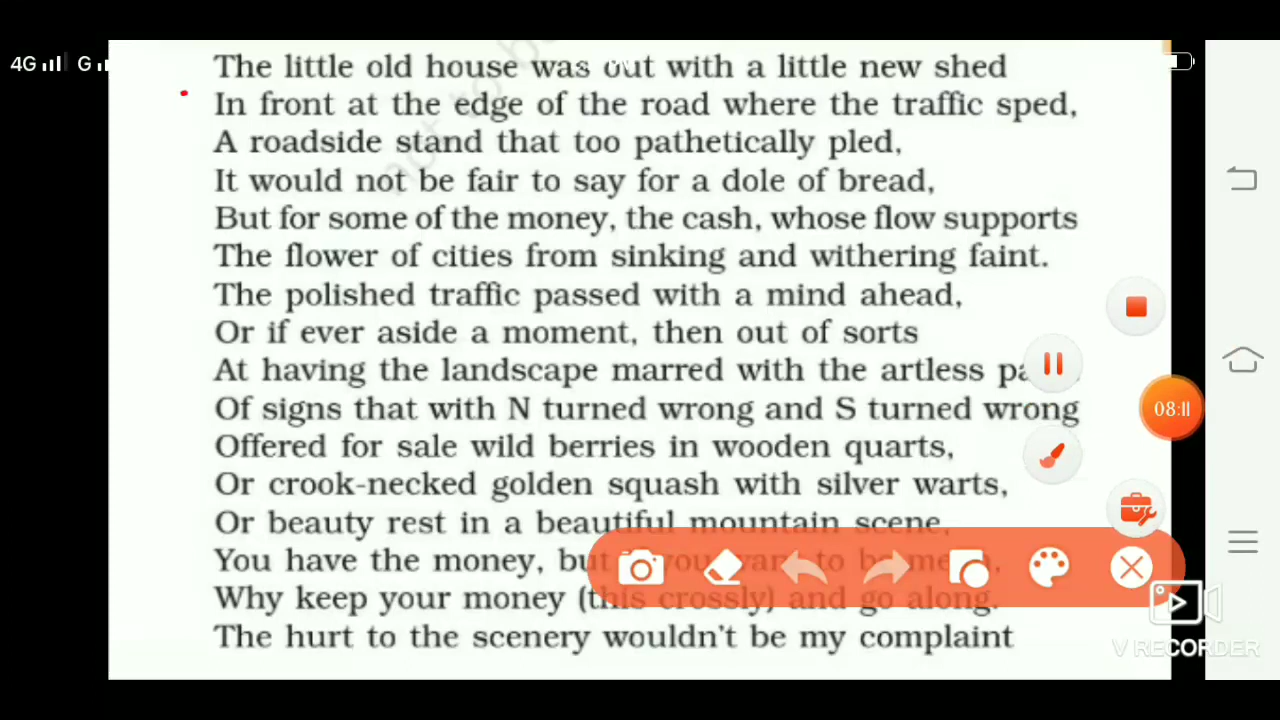 4G G
The little old house was out with a little new shed
In front at the edge of the road where the traffic sped,
A roadside stand that too pathetically pled,
It would not be fair to say for a dole of bread,
But for some of the money, the cash, whose flow supports
The flower of cities from sinking and withering faint.
The polished traffic passed with a mind ahead,
Or if ever aside a moment, then out of sorts
At having the landscape marred with the artless
Of signs that with N turned wrong and S turned wrong
08:11
Offered for sale wild berries in wooden quarts,
Or crook-necked golden squash with silver warts,
Or beauty rest in a beautiful mountain scene,
You have the money, but you want to be
Why keep your money (this crossly) and go along.
The hurt to the scenery wouldn't be my complaint
V RECORDER